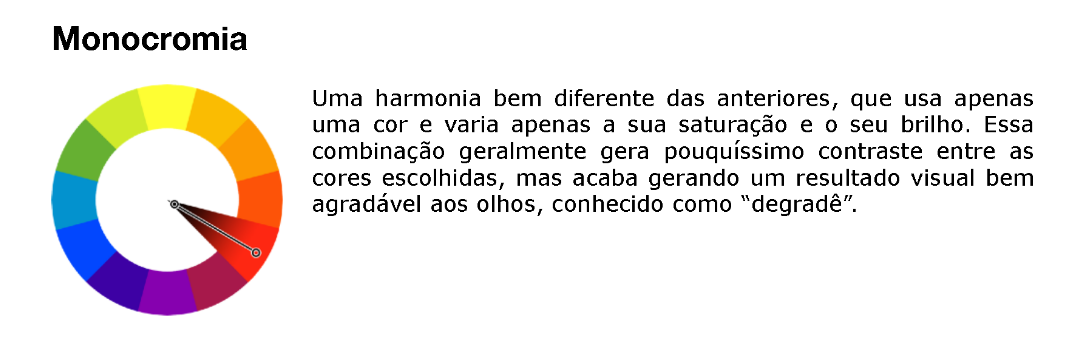 Monocromia
Uma harmonia bem diferente das anteriores, que usa apenas
uma cor e varia apenas a sua saturação e o seu brilho. Essa
combinação geralmente gera pouquíssimo contraste entre as
cores escolhidas, mas acaba gerando um resultado visual bem
agradável aos olhos, conhecido como “degradê”.